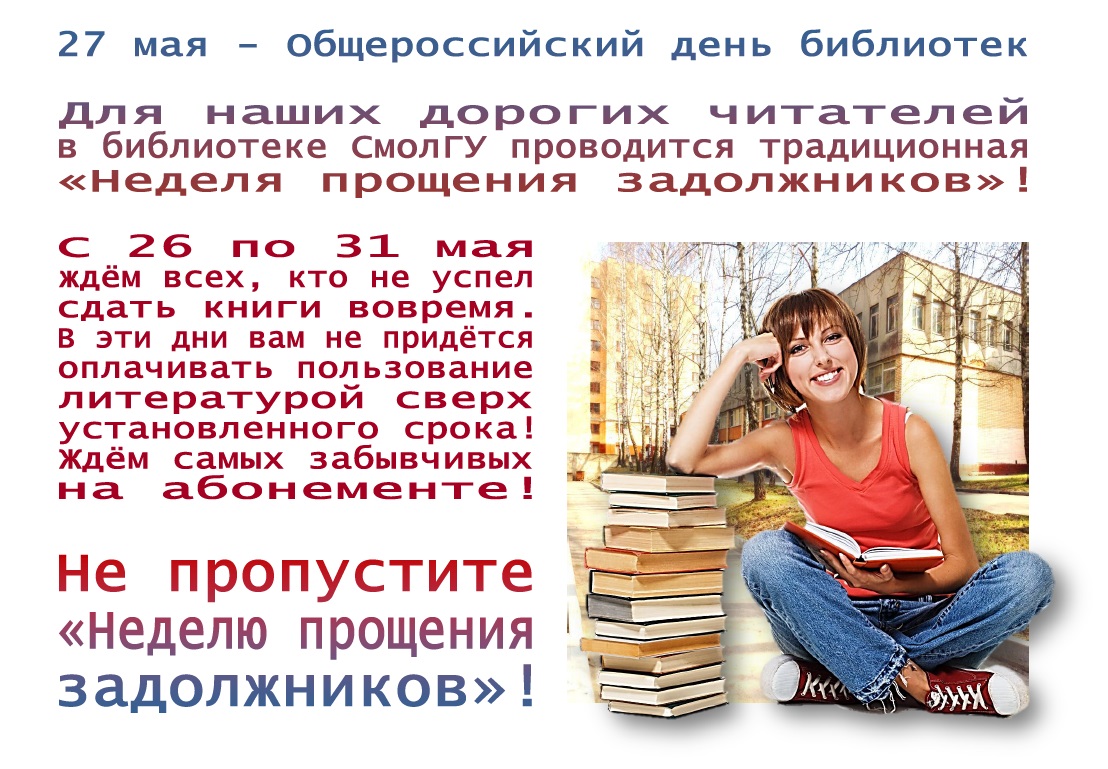 27 мая – Общероссийский день библиотек
Для наших дорогих читателей
в библиотеке СмолГУ проводится традиционная
«Неделя прощения задолжников»!
С 26 по 31 мая
ждём всех, кто не успел
сдать книги вовремя.
В эти дни вам не придётся
оплачивать пользование
литературой сверх
установленного срока!
Ждём самых забывчивых
на абонементе!
Не пропустите
«Неделю прощения
задолжников»!